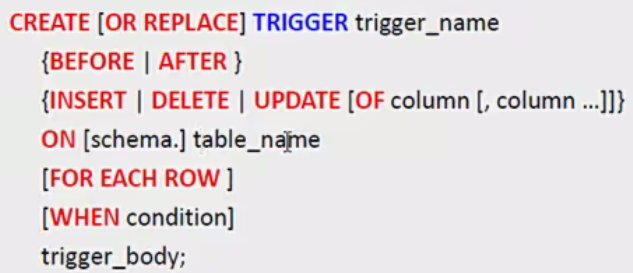 CREATE [OR REPLACE] TRIGGER trigger_name
{BEFORE | AFTER }
{INSERT | DELETE | UPDATE [OF column [, column ...]]}
ON [schema.] table_name
[FOR EACH ROW ]
[WHEN condition]
trigger_body;